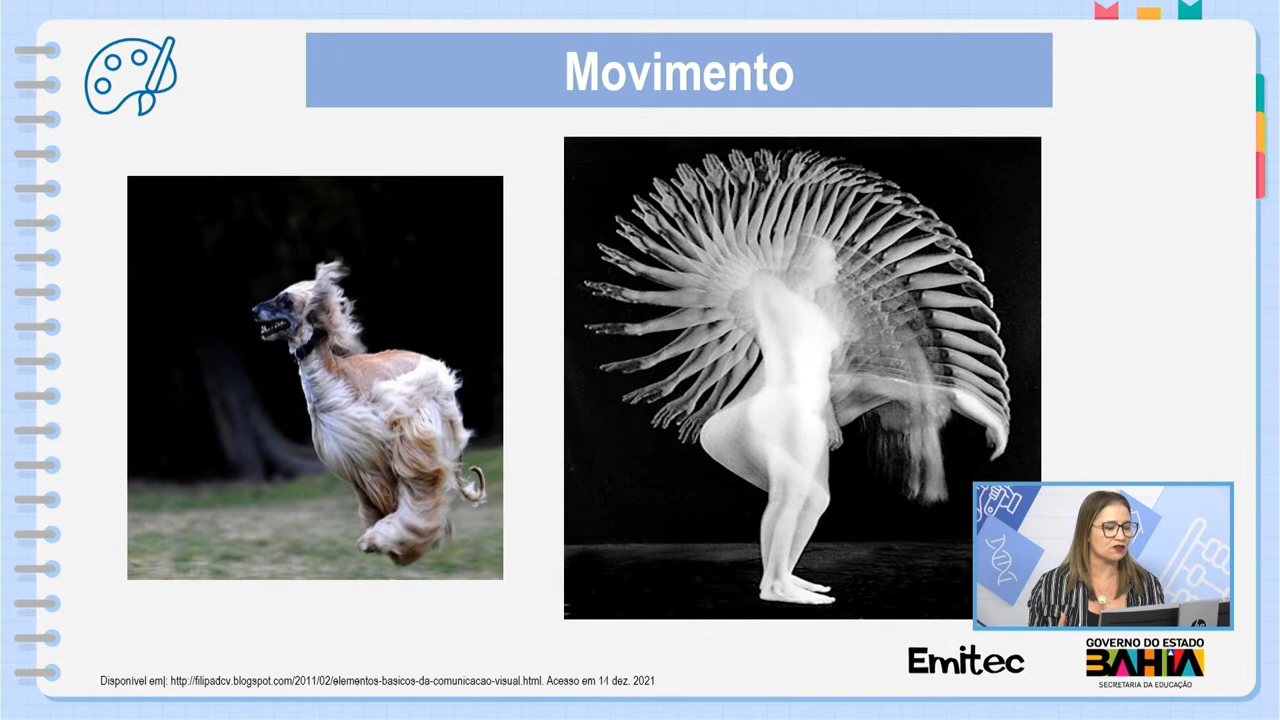 Movimento
Disponível em|: http://filipadcv.blogspot.com/2011/02/elementos-basicos-da-comunicacao-visual.html. Acesso em 14 dez. 2021
Emitec
GOVERNO DO ESTADO
BAHIA
SECRETARIA DA EDUCAÇÃO